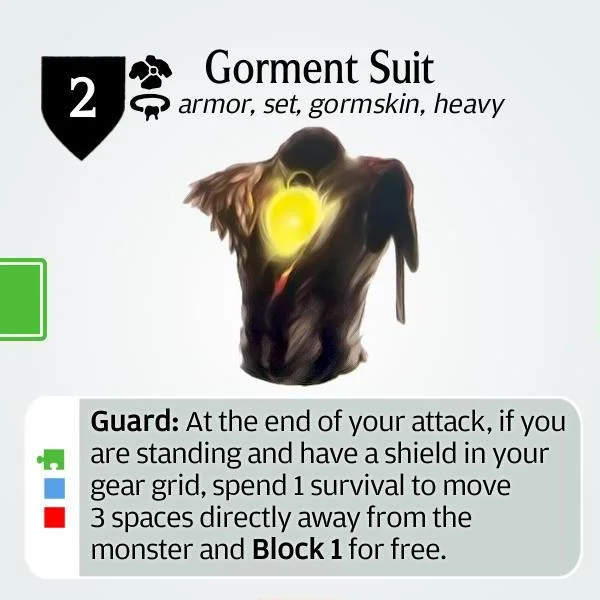 2
Gorment Suit
armor, set, gormskin, heavy
Guard: At the end of your attack, if you
are standing and have a shield in your
gear grid, spend 1 survival to move
3 spaces directly away from the
monster and Block 1 for free.